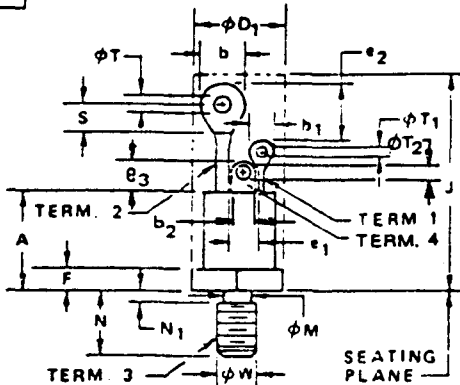 φD₁
φT
b
e₂
S
b₁
φT₁
φT₂
e₃
J
TERM. 2
TERM 1
TERM. 4
A
b₂
e₁
F
N
N₁
φM
TERM. 3
φW
SEATING
PLANE